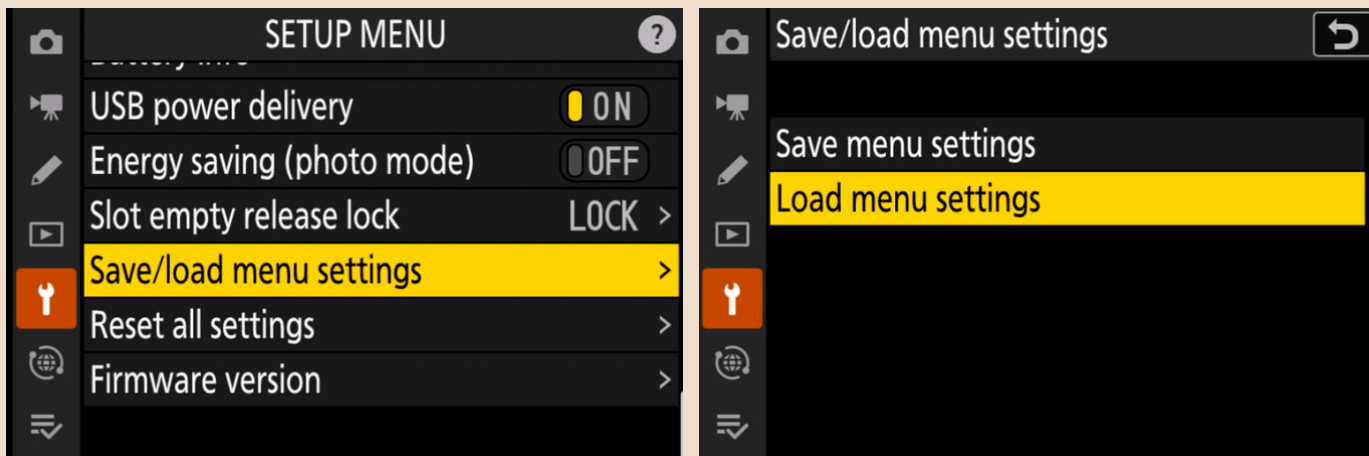 SETUP MENU
?
USB power delivery
ON
Energy saving (photo mode)
OFF
Slot empty release lock
LOCK >
Save/load menu settings
>
Reset all settings
>
Firmware version
>
Save/load menu settings
Save menu settings
Load menu settings